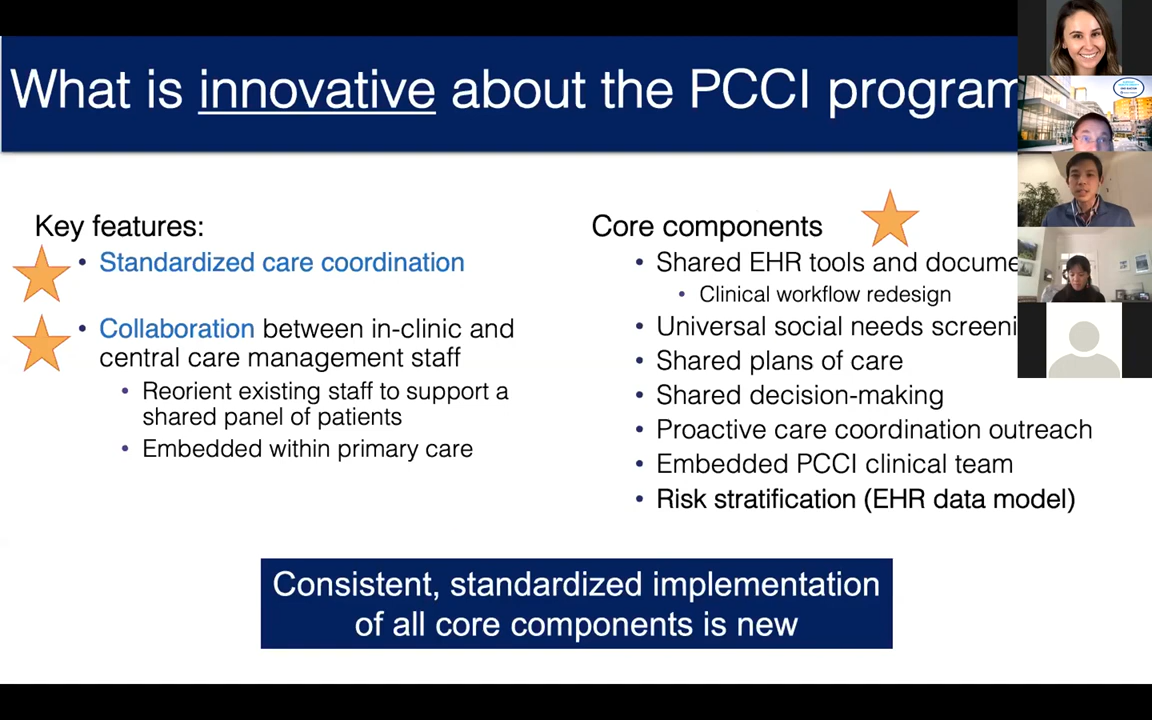 What is innovative about the PCCI program
Key features:
• Standardized care coordination
• Collaboration between in-clinic and
central care management staff
• Reorient existing staff to support a
shared panel of patients
• Embedded within primary care
Core components
• Shared EHR tools and docume
• Clinical workflow redesign
• Universal social needs screeni
• Shared plans of care
• Shared decision-making
• Proactive care coordination outreach
• Embedded PCCI clinical team
• Risk stratification (EHR data model)
Consistent, standardized implementation
of all core components is new